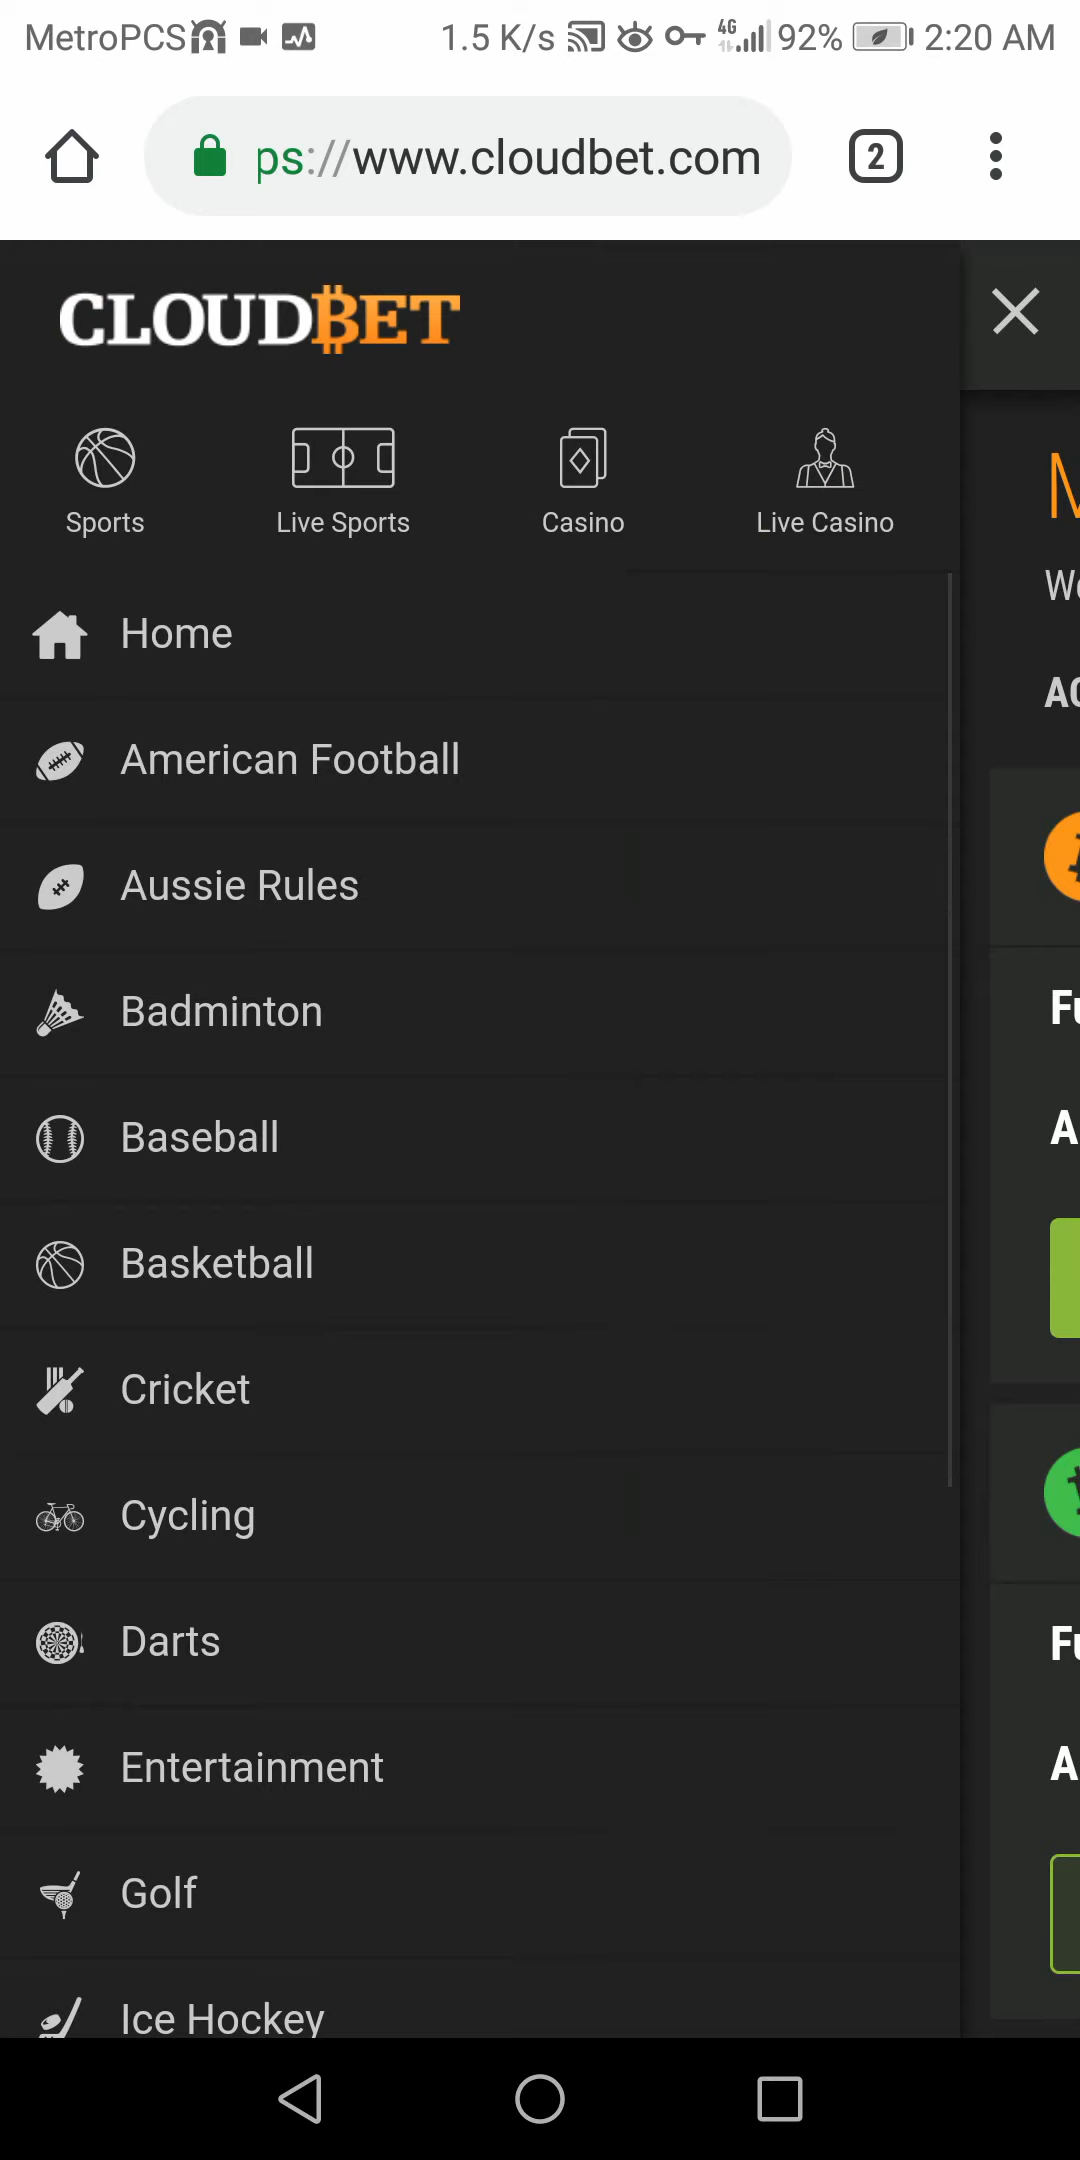 MetroPCS 1.5 K/s 4G 92% 2:20 AM
ps://www.cloudbet.com 2
CLOUDBET
Sports Live Sports Casino Live Casino
Home
American Football
Aussie Rules
Badminton
Baseball
Basketball
Cricket
Cycling
Darts
Entertainment
Golf
Ice Hockey